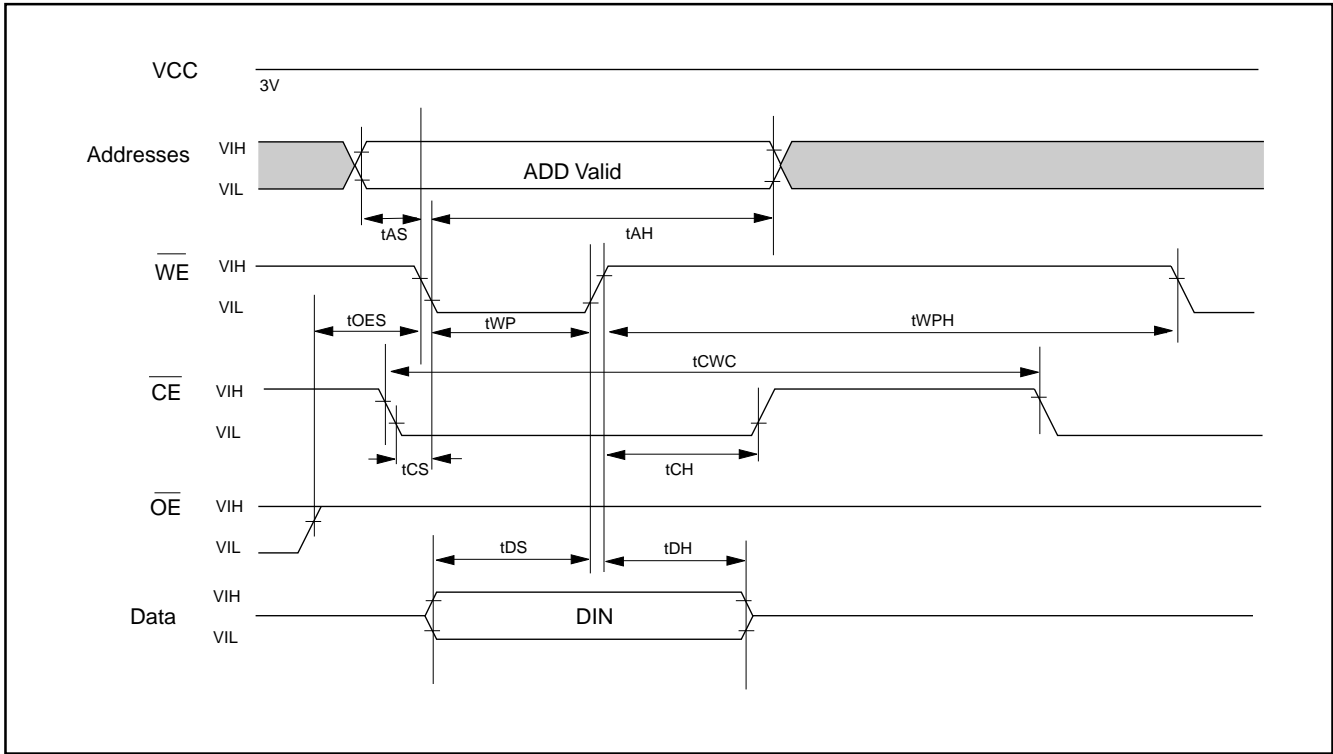 VCC
3V
Addresses
VIH
VIL
ADD Valid
tAS
tAH
WE
VIH
VIL
tOES
tWP
tWPH
tCWC
CE
VIH
VIL
tCS
tCH
OE
VIH
VIL
tDS
tDH
Data
VIH
VIL
DIN